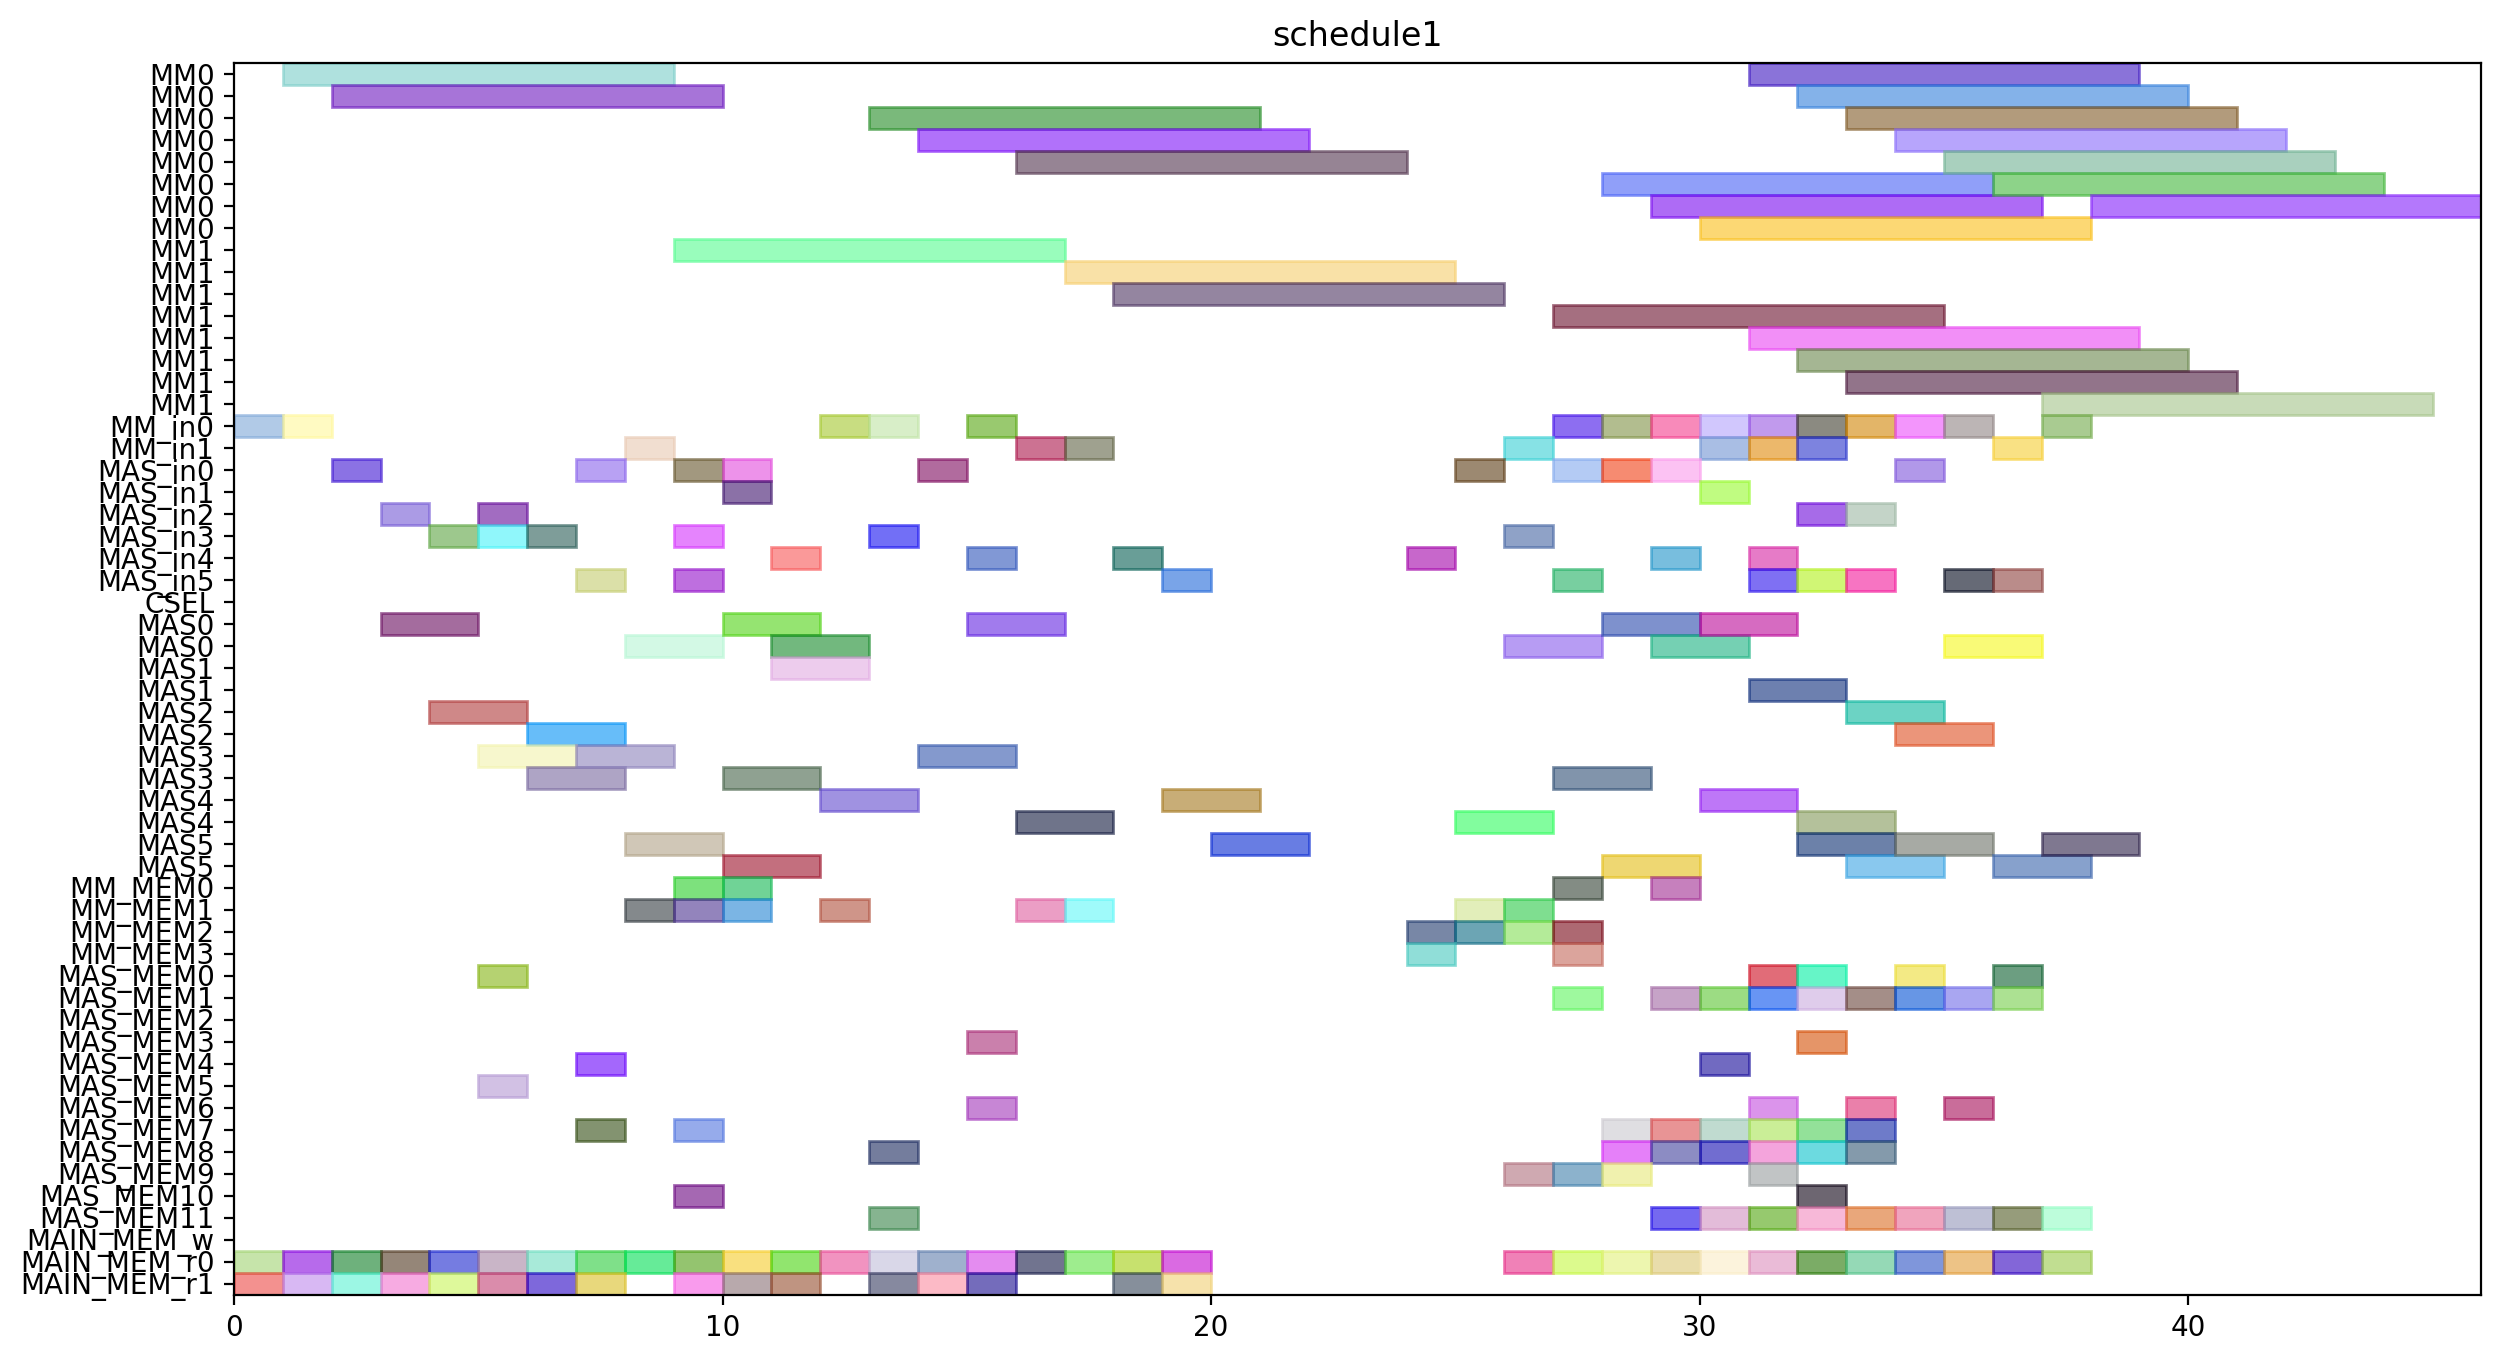 schedule1
MM0
MM0
MM0
MM0
MM0
MM0
MM0
MM0
MM1
MM1
MM1
MM1
MM1
MM1
MM1
MM1
MM_in0
MM_in1
MAS_in0
MAS_in1
MAS_in2
MAS_in3
MAS_in4
MAS_in5
CSEL
MAS0
MAS0
MAS1
MAS1
MAS2
MAS2
MAS3
MAS3
MAS4
MAS4
MAS5
MAS5
MM_MEM0
MM_MEM1
MM_MEM2
MM_MEM3
MAS_MEM0
MAS_MEM1
MAS_MEM2
MAS_MEM3
MAS_MEM4
MAS_MEM5
MAS_MEM6
MAS_MEM7
MAS_MEM8
MAS_MEM9
MAS_MEM10
MAS_MEM11
MAIN_MEM_w
MAIN_MEM_r0
MAIN_MEM_r1
0 10 20 30 40